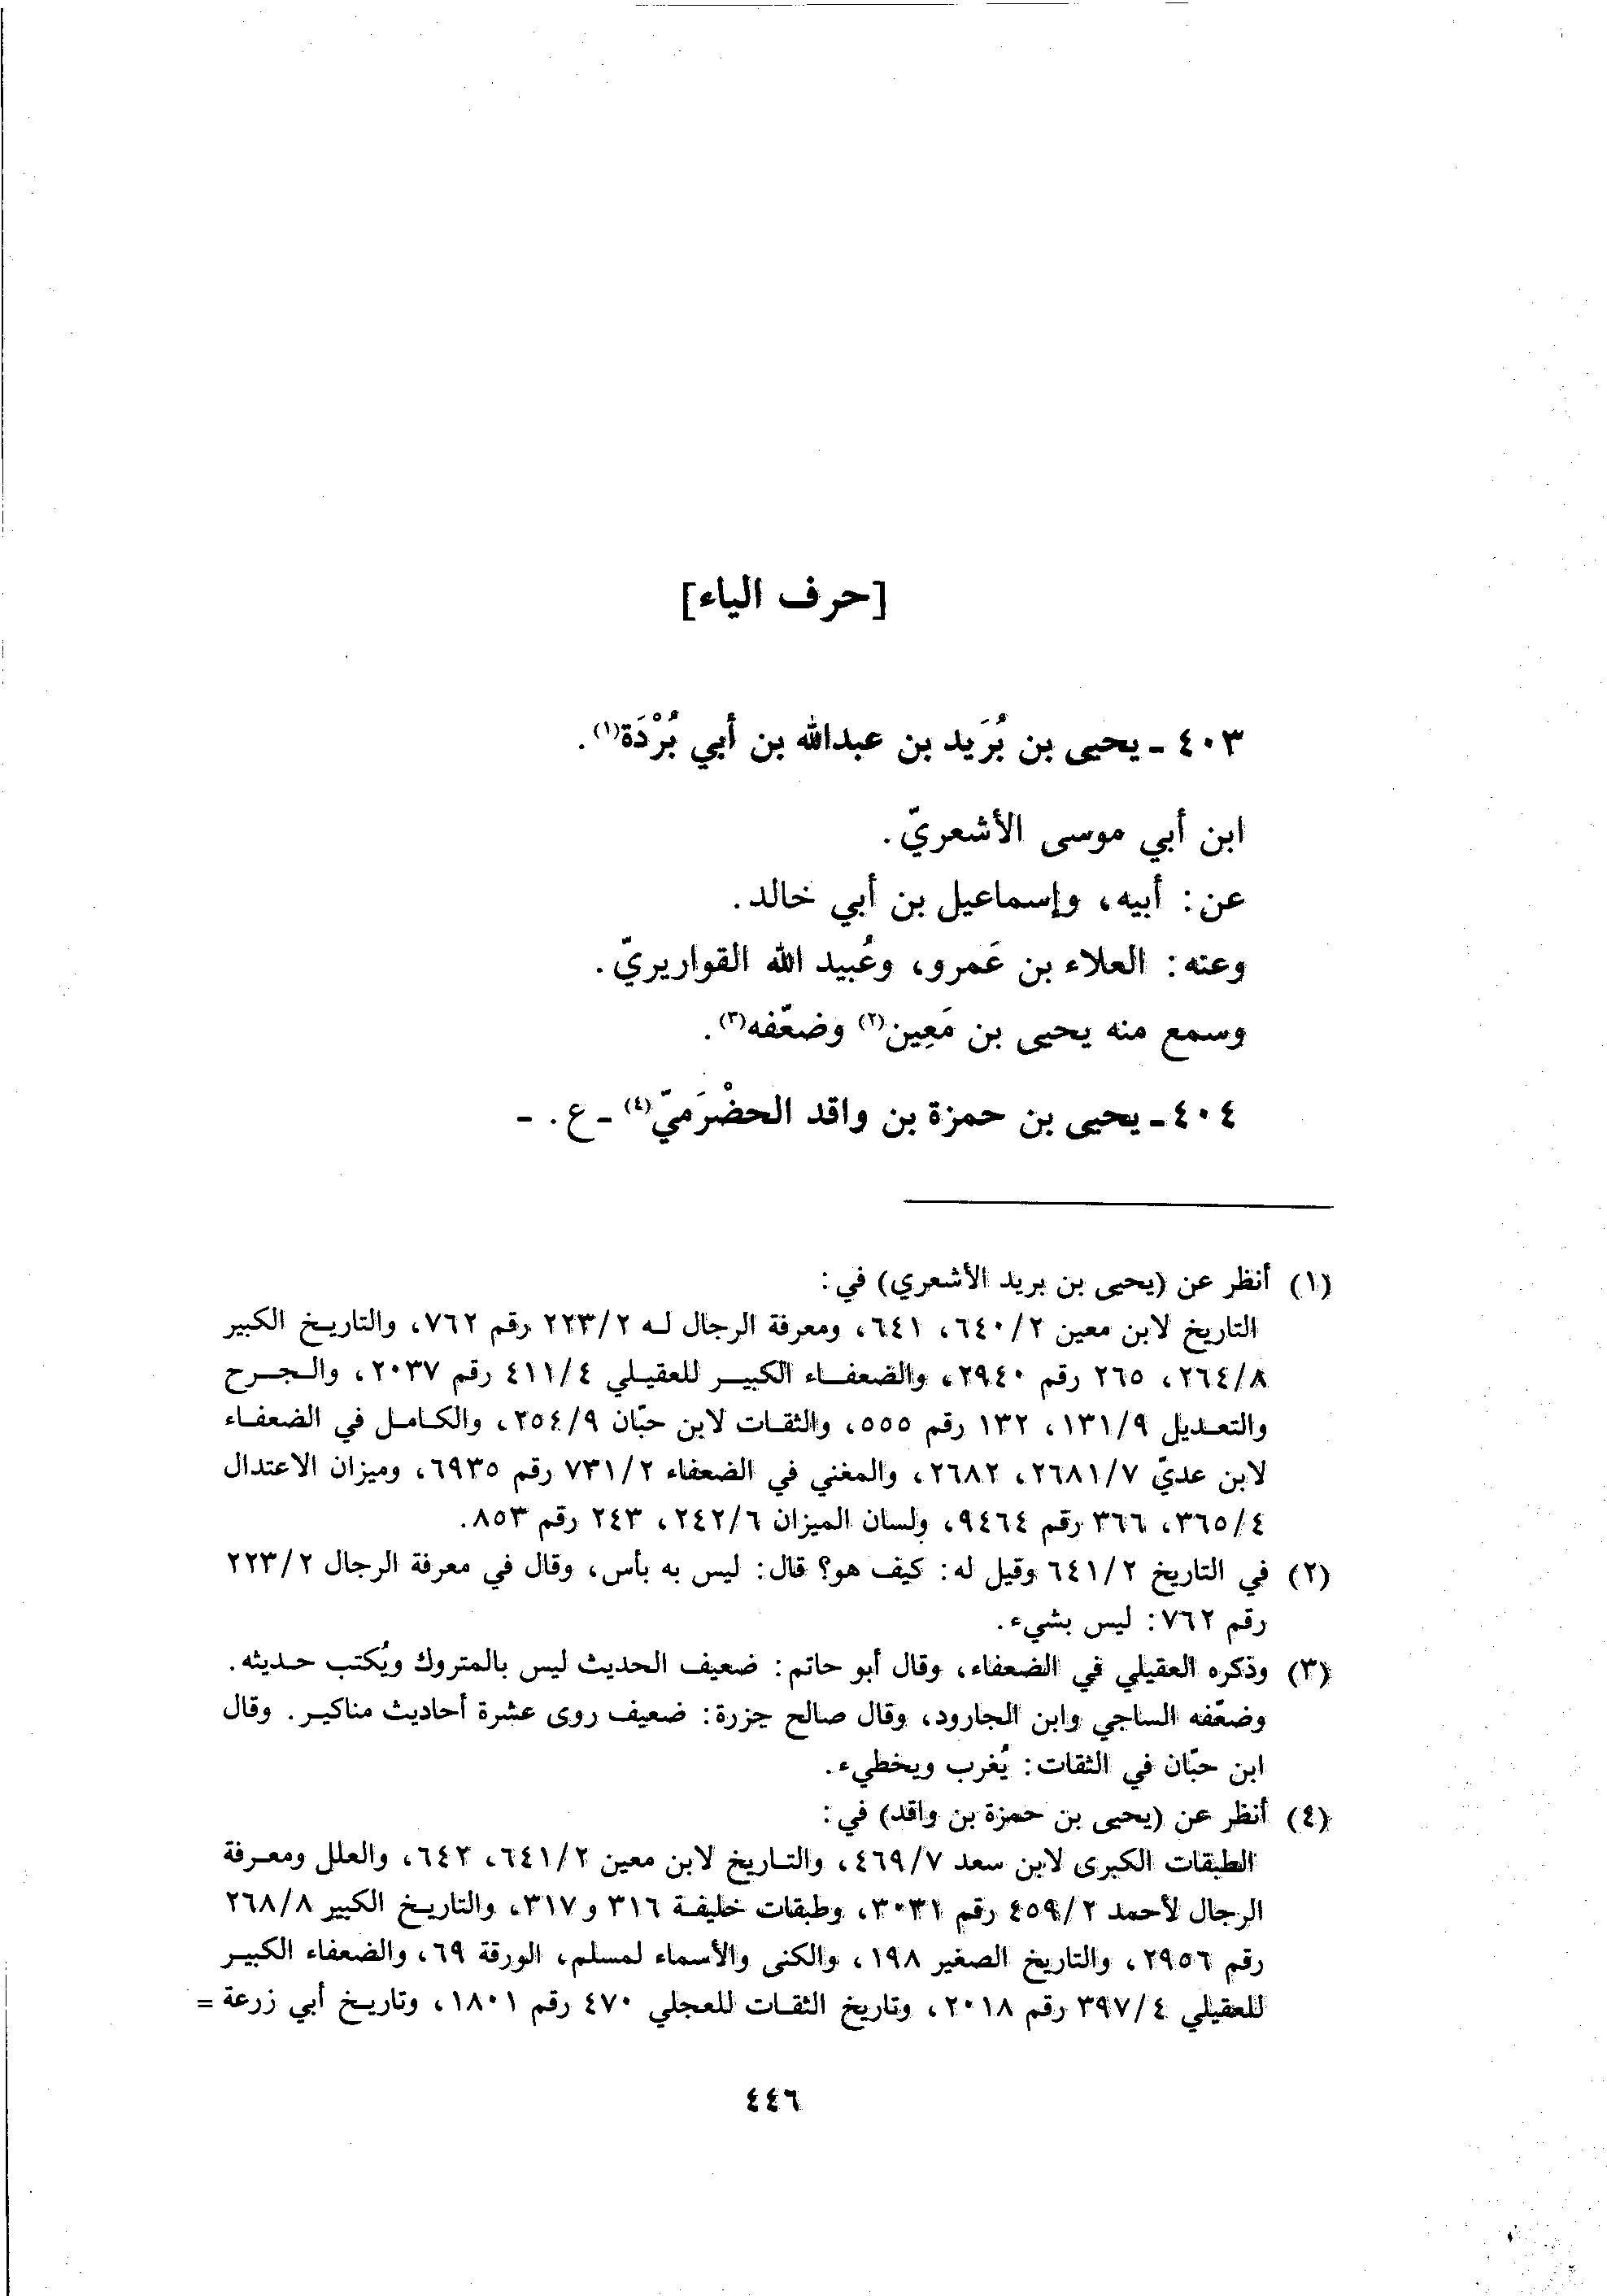 [حرف الياء]
٤٠٣ ـ يحيى بن بُرَيد بن عبدالله بن أبي بُرْدَة(١).
ابن أبي موسى الأشعريّ.
عن: أبيه، وإسماعيل بن أبي خالد.
وعنه: العلاء بن عَمرو، وعُبيد الله القواريريّ.
وسمع منه يحيى بن مَعِين(٢) وضعّفه(٣).
٤٠٤ ـ يحيى بن حمزة بن واقد الحضْرَميّ(٤) ـ ع. ـ
(١) أنظر عن (يحيى بن بريد الأشعري) في:
التاريخ لابن معين ٦٤٠/٢، ٦٤١، ومعرفة الرجال له ٢٢٣/٢ رقم ٧٦٢، والتاريخ الكبير
٢٦٤/٨، ٢٦٥ رقم ٢٩٤٠، والضعفاء الكبير للعقيلي ٤١١/٤ رقم ٢٠٣٧، والجرح
والتعديل ١٣١/٩، ١٣٢ رقم ٥٥٥، والثقات لابن حبّان ٢٥٤/٩، والكامل في الضعفاء
لابن عديّ ٢٦٨١/٧، ٢٦٨٢، والمغني في الضعفاء ٧٣١/٢ رقم ٦٩٣٥، وميزان الاعتدال
٣٦٥/٤، ٣٦٦ رقم ٩٤٦٤، ولسان الميزان ٢٤٢/٦، ٢٤٣ رقم ٨٥٣.
(٢) في التاريخ ٦٤١/٢ وقيل له: كيف هو؟ قال: ليس به بأس، وقال في معرفة الرجال ٢٢٣/٢
رقم ٧٦٢: ليس بشيء.
(٣) وذكره العقيلي في الضعفاء، وقال أبو حاتم: ضعيف الحديث ليس بالمتروك ويُكتب حديثه.
وضعّفه الساجي وابن الجارود، وقال صالح جزرة: ضعيف روى عشرة أحاديث مناكير. وقال
ابن حبّان في الثقات: يُغرب ويخطيء.
(٤) أنظر عن (يحيى بن حمزة بن واقد) في:
الطبقات الكبرى لابن سعد ٤٦٩/٧، والتاريخ لابن معين ٦٤١/٢، ٦٤٢، والعلل ومعرفة
الرجال لأحمد ٤٥٩/٢ رقم ٣٠٣١، وطبقات خليفة ٣١٦ و ٣١٧، والتاريخ الكبير ٢٦٨/٨
رقم ٢٩٥٦، والتاريخ الصغير ١٩٨، والكنى والأسماء لمسلم، الورقة ٦٩، والضعفاء الكبير
للعقيلي ٣٩٧/٤ رقم ٢٠١٨، وتاريخ الثقات للعجلي ٤٧٠ رقم ١٨٠١، وتاريخ أبي زرعة =
٤٤٦